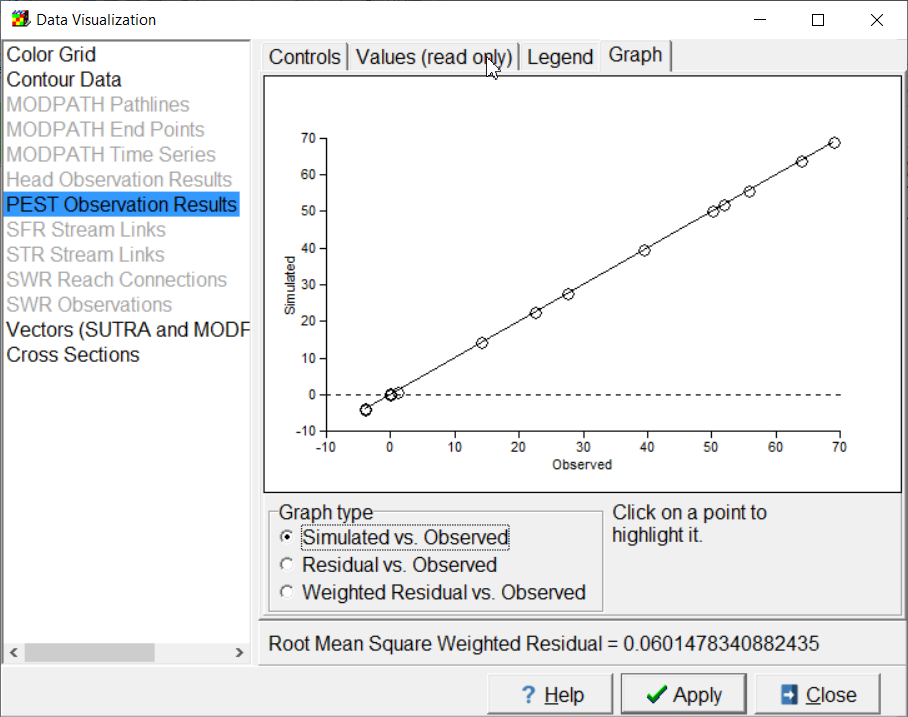 Data Visualization
Color Grid
Contour Data
MODPATH Pathlines
MODPATH End Points
MODPATH Time Series
Head Observation Results
PEST Observation Results
SFR Stream Links
STR Stream Links
SWR Reach Connections
SWR Observations
Vectors (SUTRA and MODF
Cross Sections
Controls
Values (read only)
Legend
Graph
70
60
50
40
30
20
10
0
-10
Simulated
-10 0 10 20 30 40 50 60 70
Observed
Graph type
Simulated vs. Observed
Residual vs. Observed
Weighted Residual vs. Observed
Click on a point to
highlight it.
Root Mean Square Weighted Residual = 0.0601478340882435
? Help
Apply
Close